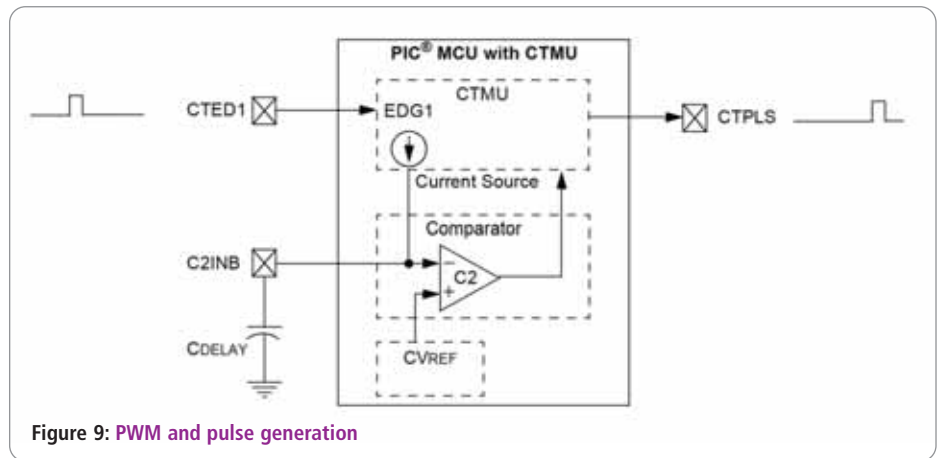 PIC® MCU with CTMU
CTMU
CTED1
EDG1
CTPLS
Current Source
Comparator
C2INB
−
C2
+
CDELAY
CVREF
Figure 9: PWM and pulse generation